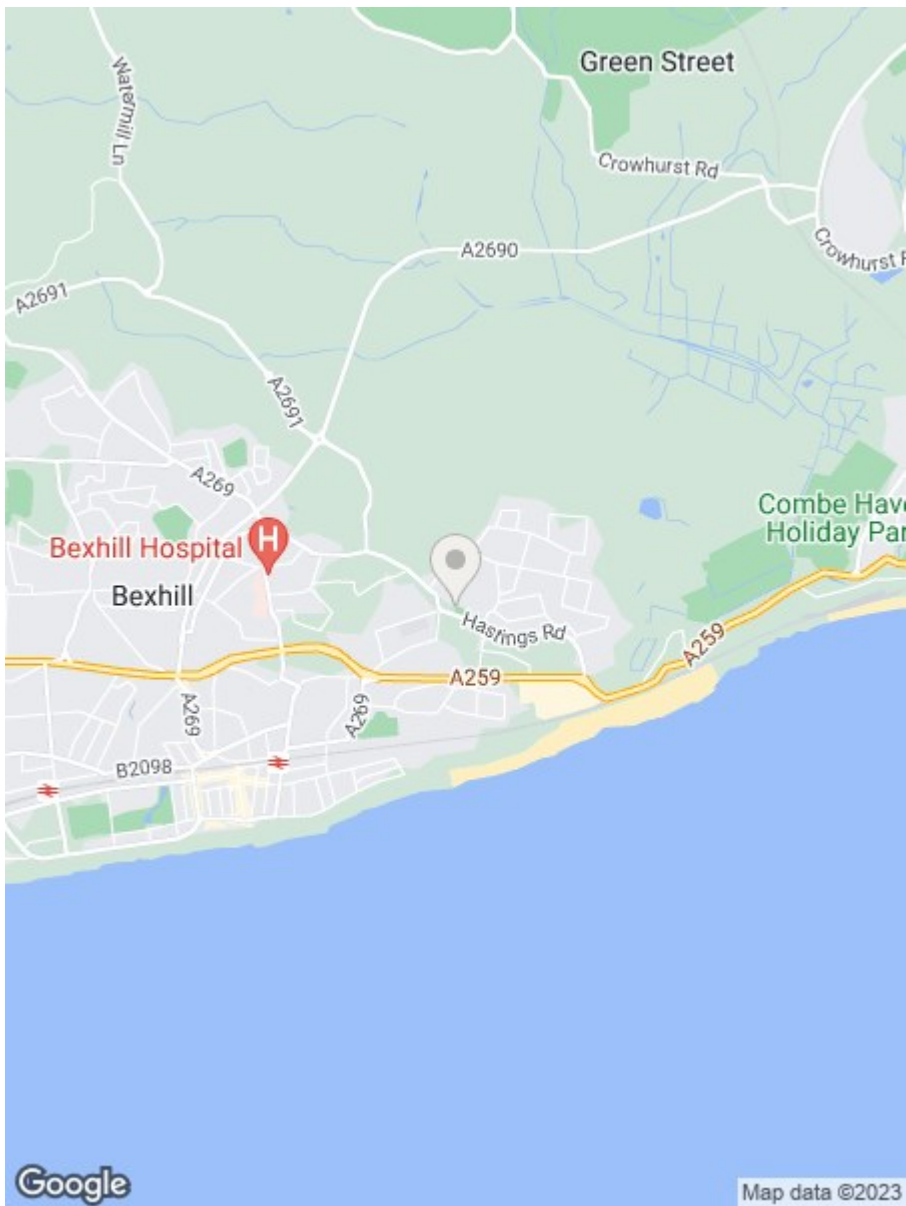 Green Street
Watermill Ln
Crowhurst Rd
A2690
Crowhurst R
A2691
A2691
A269
Combe Have
Holiday Par
Bexhill Hospital
H
Bexhill
Hastings Rd
A259
A259
A269
A269
B2098
Google
Map data ©2023